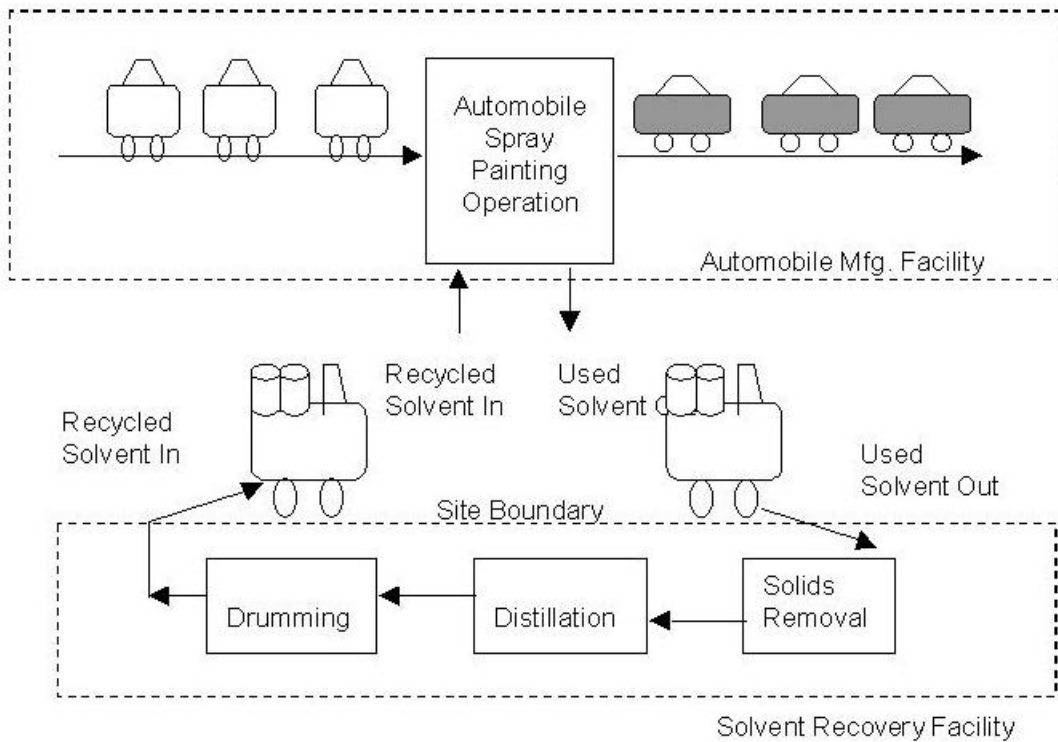 Automobile
Spray
Painting
Operation
Automobile Mfg. Facility
Recycled
Solvent In
Used
Solvent
Recycled
Solvent In
Used
Solvent Out
Site Boundary
Drumming
Distillation
Solids
Removal
Solvent Recovery Facility